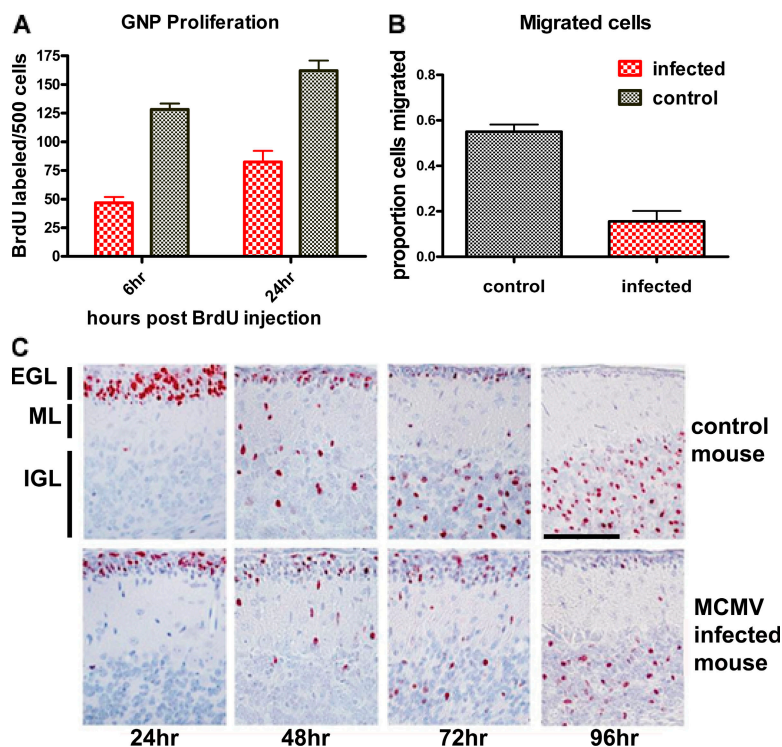 A
GNP Proliferation
BrdU labeled/500 cells
175
150
125
100
75
50
25
0
6hr
24hr
hours post BrdU injection
B
Migrated cells
proportion cells migrated
0.8
0.6
0.4
0.2
0.0
control
infected
infected
control
C
EGL
ML
IGL
control
mouse
MCMV
infected
mouse
24hr
48hr
72hr
96hr